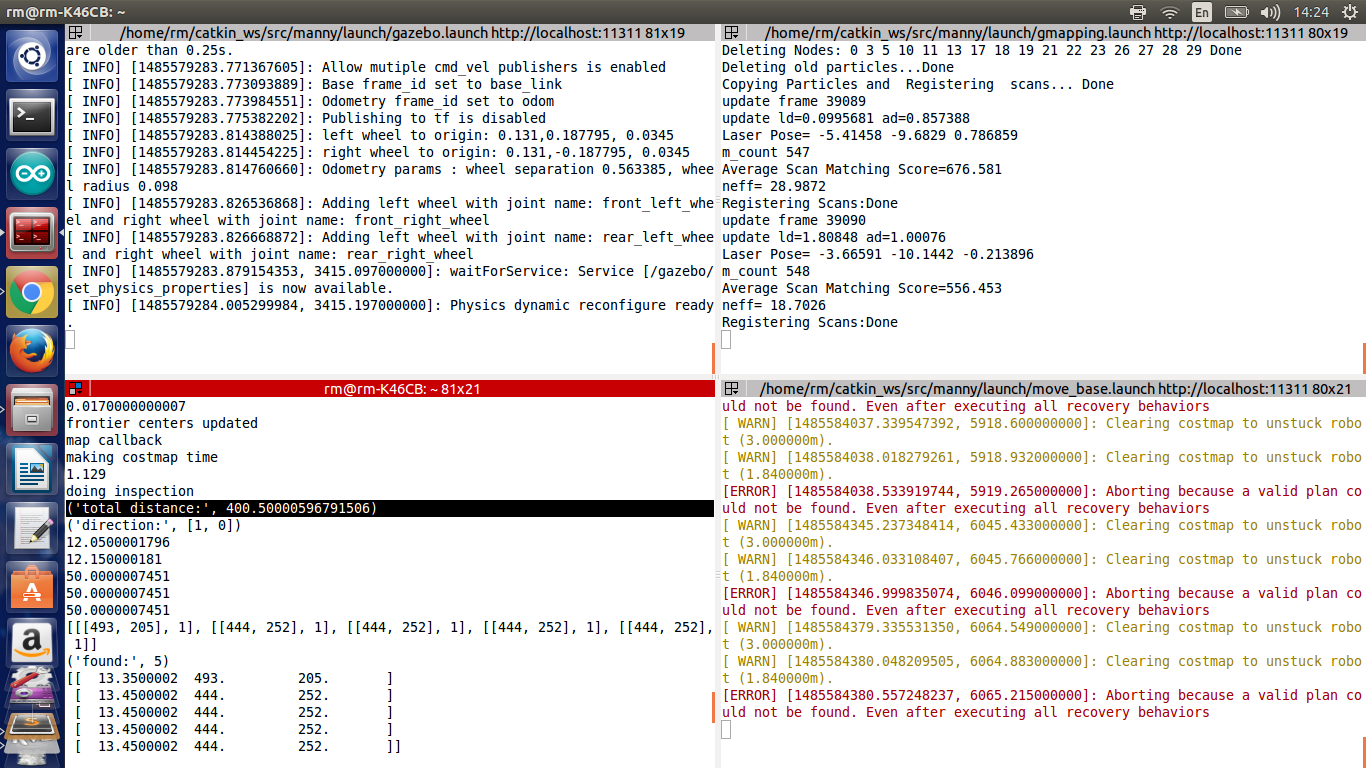 rm@rm-K46CB: ~
En
14:24
/home/rm/catkin_ws/src/manny/launch/gazebo.launch http://localhost:11311 81x19
are older than 0.25s.
[ INFO] [1485579283.771367605]: Allow mutiple cmd_vel publishers is enabled
[ INFO] [1485579283.773093889]: Base frame_id set to base_link
[ INFO] [1485579283.773984551]: Odometry frame_id set to odom
[ INFO] [1485579283.775382202]: Publishing to tf is disabled
[ INFO] [1485579283.814388025]: left wheel to origin: 0.131,0.187795, 0.0345
[ INFO] [1485579283.814454225]: right wheel to origin: 0.131,-0.187795, 0.0345
[ INFO] [1485579283.814760660]: Odometry params : wheel separation 0.563385, whee
l radius 0.098
[ INFO] [1485579283.826536868]: Adding left wheel with joint name: front_left_whe
el and right wheel with joint name: front_right_wheel
[ INFO] [1485579283.826668872]: Adding left wheel with joint name: rear_left_whee
l and right wheel with joint name: rear_right_wheel
[ INFO] [1485579283.879154353, 3415.097000000]: waitForService: Service [/gazebo/
set_physics_properties] is now available.
[ INFO] [1485579284.005299984, 3415.197000000]: Physics dynamic reconfigure ready
.
/home/rm/catkin_ws/src/manny/launch/gmapping.launch http://localhost:11311 80x19
Deleting Nodes: 0 3 5 10 11 13 17 18 19 21 22 23 26 27 28 29 Done
Deleting old particles...Done
Copying Particles and  Registering  scans... Done
update frame 39089
update ld=0.0995681 ad=0.857388
Laser Pose= -5.41458 -9.6829 0.786859
m_count 547
Average Scan Matching Score=676.581
neff= 28.9872
Registering Scans:Done
update frame 39090
update ld=1.80848 ad=1.00076
Laser Pose= -3.66591 -10.1442 -0.213896
m_count 548
Average Scan Matching Score=556.453
neff= 18.7026
Registering Scans:Done
rm@rm-K46CB: ~ 81x21
0.0170000000007
frontier centers updated
map callback
making costmap time
1.129
doing inspection
('total distance:', 400.50000596791506)
('direction:', [1, 0])
12.0500001796
12.150000181
50.0000007451
50.0000007451
50.0000007451
[[[493, 205], 1], [[444, 252], 1], [[444, 252], 1], [[444, 252], 1], [[444, 252],
 1]]
('found:', 5)
[[  13.3500002  493.         205.       ]
 [  13.4500002  444.         252.       ]
 [  13.4500002  444.         252.       ]
 [  13.4500002  444.         252.       ]
 [  13.4500002  444.         252.       ]]
/home/rm/catkin_ws/src/manny/launch/move_base.launch http://localhost:11311 80x21
uld not be found. Even after executing all recovery behaviors
[ WARN] [1485584037.339547392, 5918.600000000]: Clearing costmap to unstuck robo
t (3.000000m).
[ WARN] [1485584038.018279261, 5918.932000000]: Clearing costmap to unstuck robo
t (1.840000m).
[ERROR] [1485584038.533919744, 5919.265000000]: Aborting because a valid plan co
uld not be found. Even after executing all recovery behaviors
[ WARN] [1485584345.237348414, 6045.433000000]: Clearing costmap to unstuck robo
t (3.000000m).
[ WARN] [1485584346.033108407, 6045.766000000]: Clearing costmap to unstuck robo
t (1.840000m).
[ERROR] [1485584346.999835074, 6046.099000000]: Aborting because a valid plan co
uld not be found. Even after executing all recovery behaviors
[ WARN] [1485584379.335531350, 6064.549000000]: Clearing costmap to unstuck robo
t (3.000000m).
[ WARN] [1485584380.048209505, 6064.883000000]: Clearing costmap to unstuck robo
t (1.840000m).
[ERROR] [1485584380.557248237, 6065.215000000]: Aborting because a valid plan co
uld not be found. Even after executing all recovery behaviors